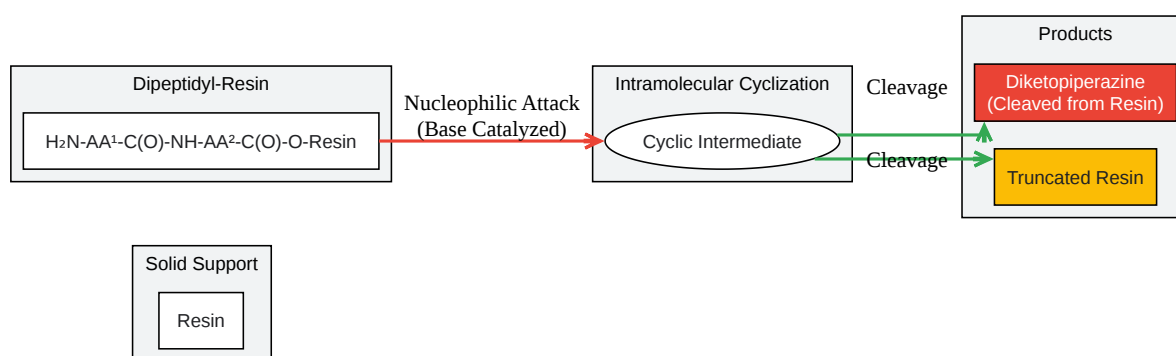 Products
Dipeptidyl-Resin
Intramolecular Cyclization
Cleavage
Diketopiperazine
(Cleaved from Resin)
Nucleophilic Attack
(Base Catalyzed)
H₂N-AA¹-C(O)-NH-AA²-C(O)-O-Resin
Cyclic Intermediate
Cleavage
Truncated Resin
Solid Support
Resin